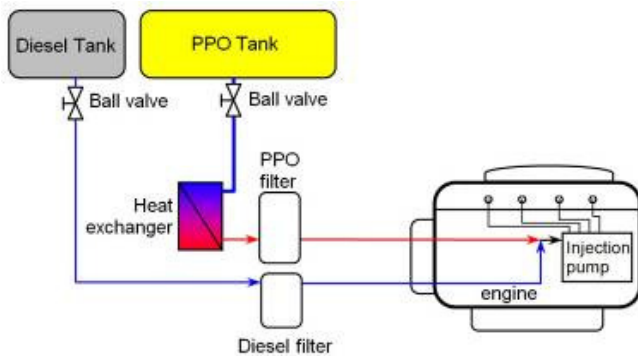 Diesel Tank
PPO Tank
Ball valve
Ball valve
PPO
filter
Heat
exchanger
Injection
pump
engine
Diesel filter